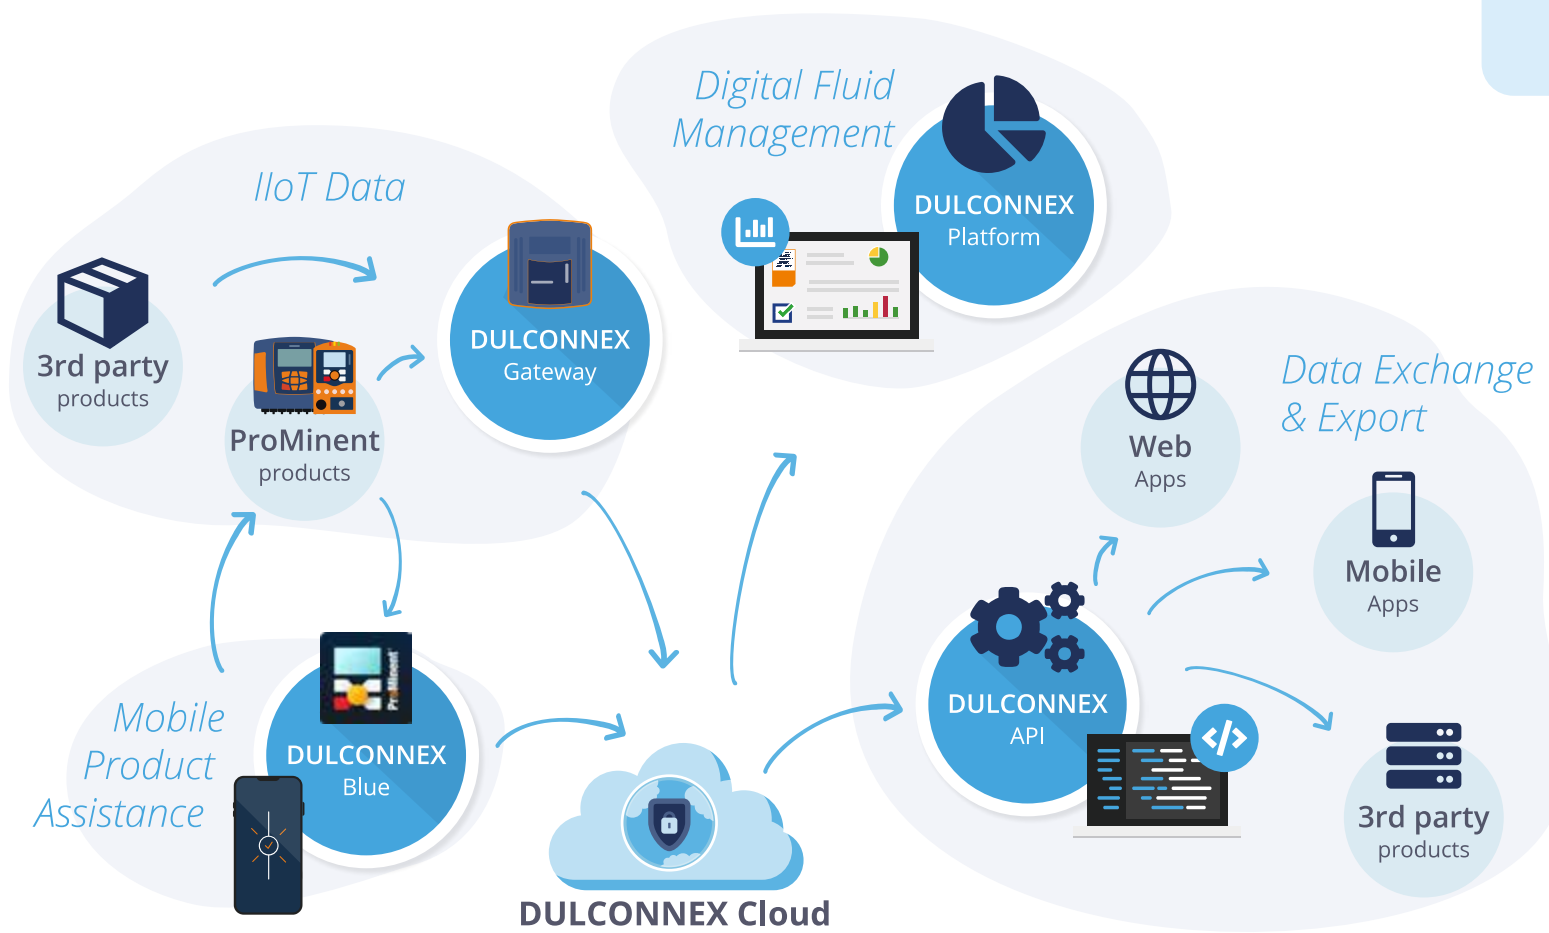 Digital Fluid
Management
DULCONNEX
Platform
IIoT Data
DULCONNEX
Gateway
3rd party
products
ProMinent
products
Data Exchange
& Export
Web
Apps
Mobile
Apps
DULCONNEX
API
</>
3rd party
products
Mobile
Product
Assistance
ProMinent
DULCONNEX
Blue
DULCONNEX Cloud